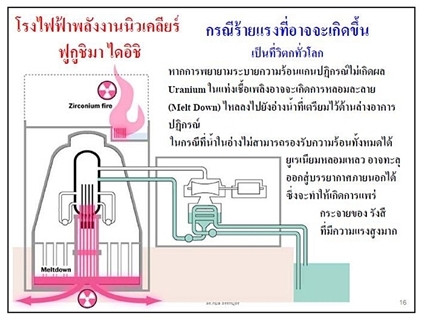 โรงไฟฟ้าพลังงานนิวเคลียร์
ฟูกูชิมา ไดอิชิ
กรณีร้ายแรงที่อาจจะเกิดขึ้น
เป็นที่วิตกทั่วโลก
หากการพยายามระบายความร้อนแกนปฏิกรณ์ไม่เกิดผล
Uranium ในแท่งเชื้อเพลิงอาจจะเกิดการหลอมละลาย
(Melt Down) ไหลลงไปยังอ่างน้ำที่เตรียมไว้ด้านล่างอาคาร
ปฏิกรณ์
ในกรณีที่น้ำในอ่างไม่สามารถรองรับความร้อนทั้งหมดได้
ยูเรเนียมหลอมเหลว อาจทะลุ
ออกสู่บรรยากาศภายนอกได้
ซึ่งจะทำให้เกิดการแพร่
กระจายของ รังสี
ที่มีความแรงสูงมาก
Zirconium fire
Meltdown
16